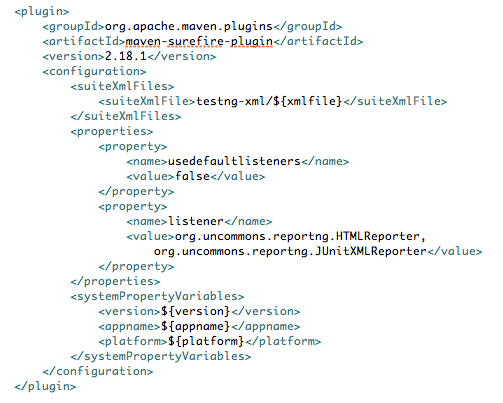 <plugin>
    <groupId>org.apache.maven.plugins</groupId>
    <artifactId>maven-surefire-plugin</artifactId>
    <version>2.18.1</version>
    <configuration>
        <suiteXmlFiles>
            <suiteXmlFile>testng-xml/${xmlfile}</suiteXmlFile>
        </suiteXmlFiles>
        <properties>
            <property>
                <name>usedefaultlisteners</name>
                <value>false</value>
            </property>
            <property>
                <name>listener</name>
                <value>org.uncommons.reportng.HTMLReporter,
                    org.uncommons.reportng.JUnitXMLReporter</value>
            </property>
        </properties>
        <systemPropertyVariables>
            <version>${version}</version>
            <appname>${appname}</appname>
            <platform>${platform}</platform>
        </systemPropertyVariables>
    </configuration>
</plugin>